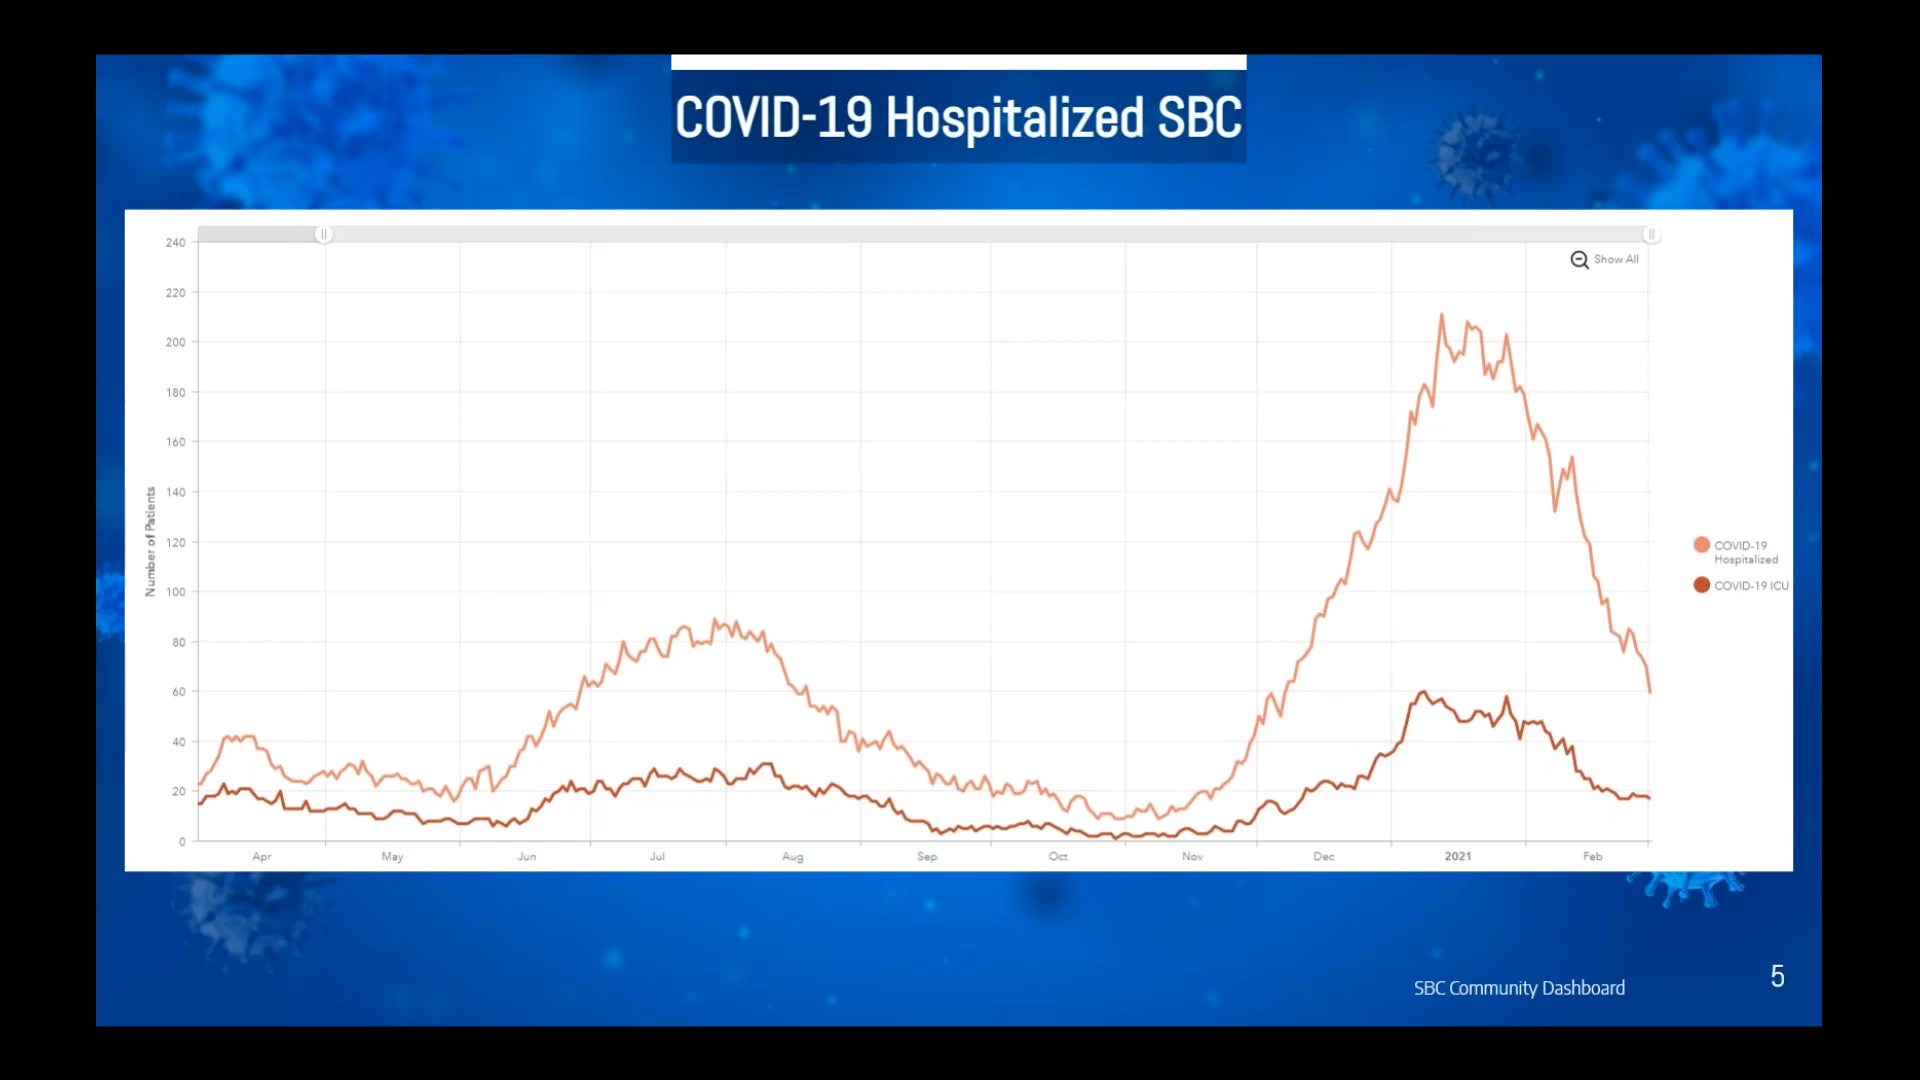 COVID-19 Hospitalized SBC
240
Show All
220
200
180
160
140
120
100
80
60
40
20
0
Number of Patients
Apr May Jun Jul Aug Sep Oct Nov Dec 2021 Feb
COVID-19
Hospitalized
COVID-19 ICU
SBC Community Dashboard
5